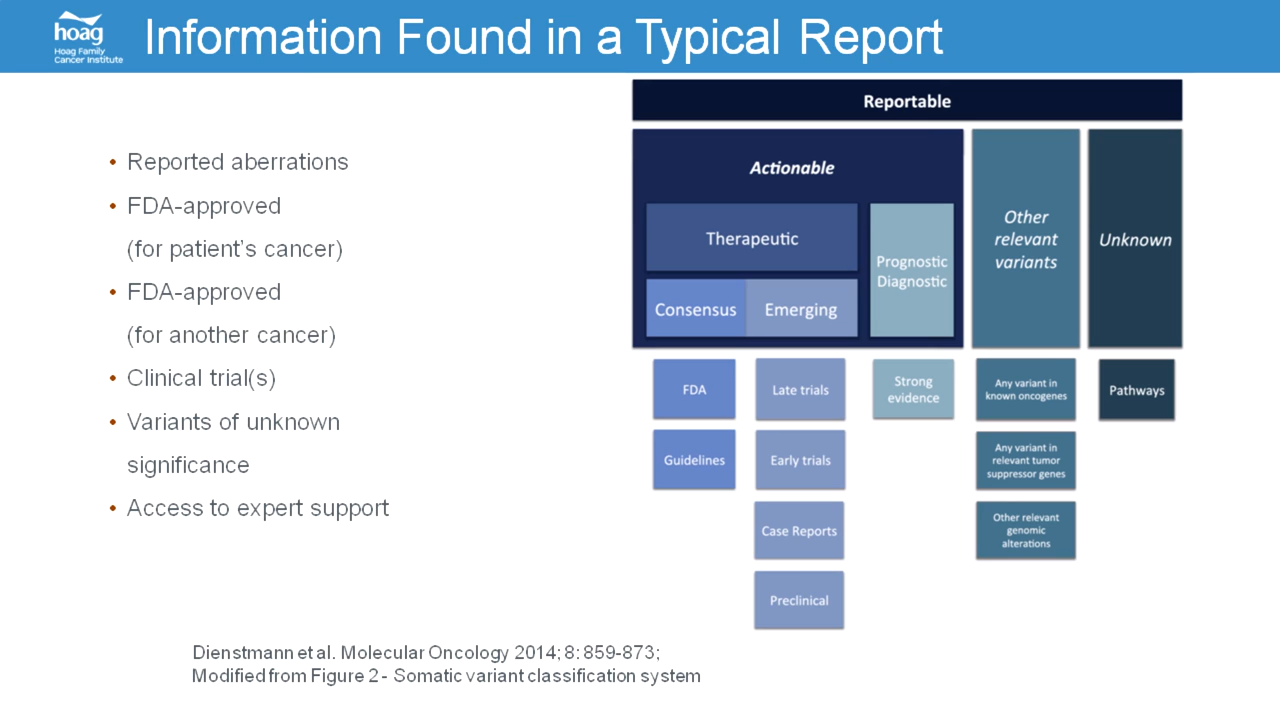 hoag
Hoag Family
Cancer Institute
Information Found in a Typical Report
• Reported aberrations
• FDA-approved
(for patient's cancer)
• FDA-approved
(for another cancer)
• Clinical trial(s)
• Variants of unknown
significance
• Access to expert support
Reportable
Actionable
Therapeutic
Consensus
Emerging
Prognostic
Diagnostic
Other
relevant
variants
Unknown
FDA
Guidelines
Late trials
Early trials
Case Reports
Preclinical
Strong
evidence
Any variant in
known oncogenes
Any variant in
relevant tumor
suppressor genes
Other relevant
genomic
alterations
Pathways
Dienstmann et al. Molecular Oncology 2014; 8: 859-873;
Modified from Figure 2 - Somatic variant classification system